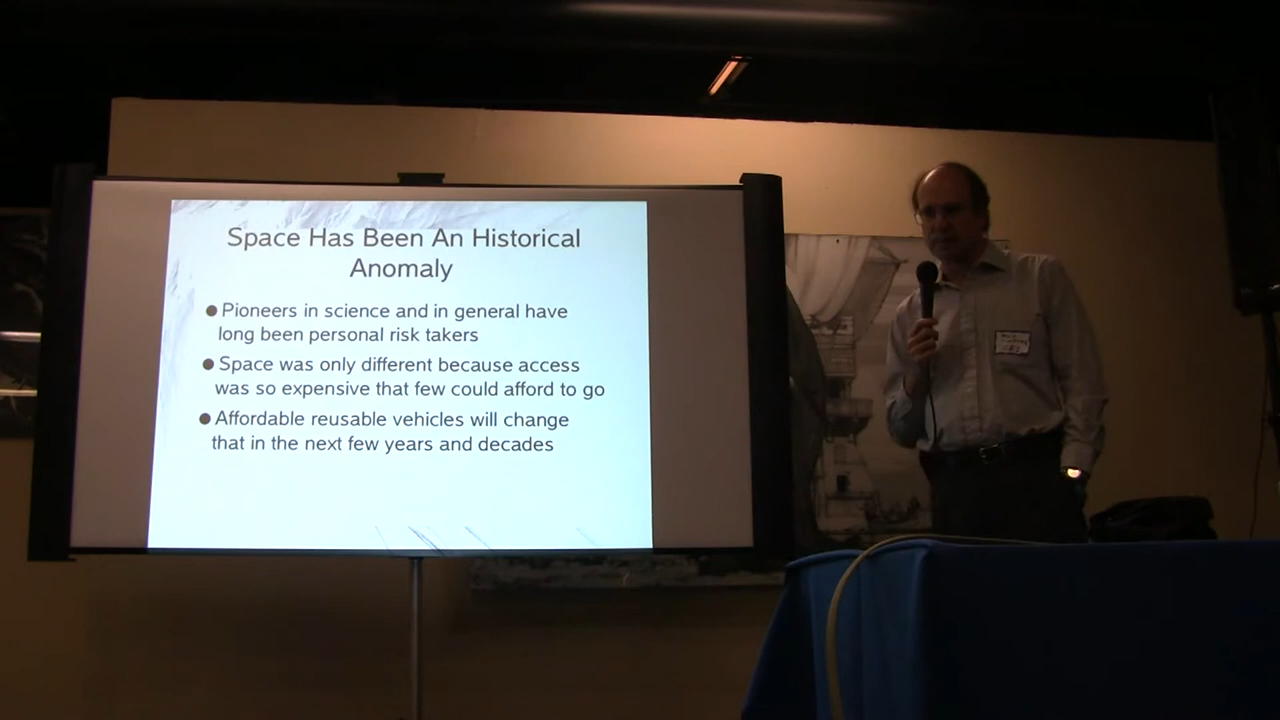 Space Has Been An Historical
Anomaly
● Pioneers in science and in general have
long been personal risk takers
● Space was only different because access
was so expensive that few could afford to go
● Affordable reusable vehicles will change
that in the next few years and decades